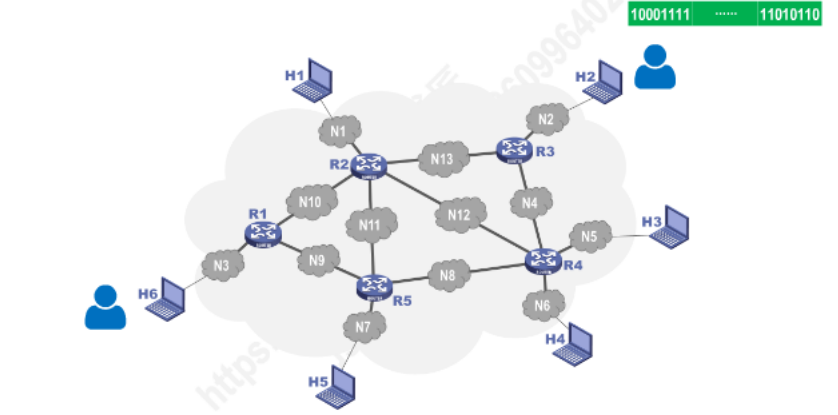 10001111 ...... 11010110
H1
H2
N1
N2
R2
N13
R3
N10
N4
R1
N11
N12
H3
N5
N3
N9
N8
R4
H6
R5
N6
N7
H4
H5
https